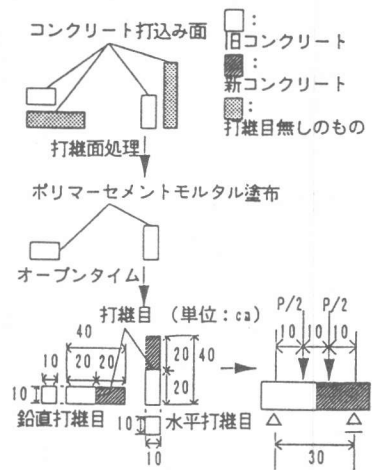 コンクリート打込み面
:
旧コンクリート
:
新コンクリート
:
打継目無しのもの
打継面処理
ポリマーセメントモルタル塗布
オープンタイム
打継目 (単位:cm)
40
20 20
10
10
20
20
40
鉛直打継目
水平打継目
10
10
P/2 P/2
10 10 10
30